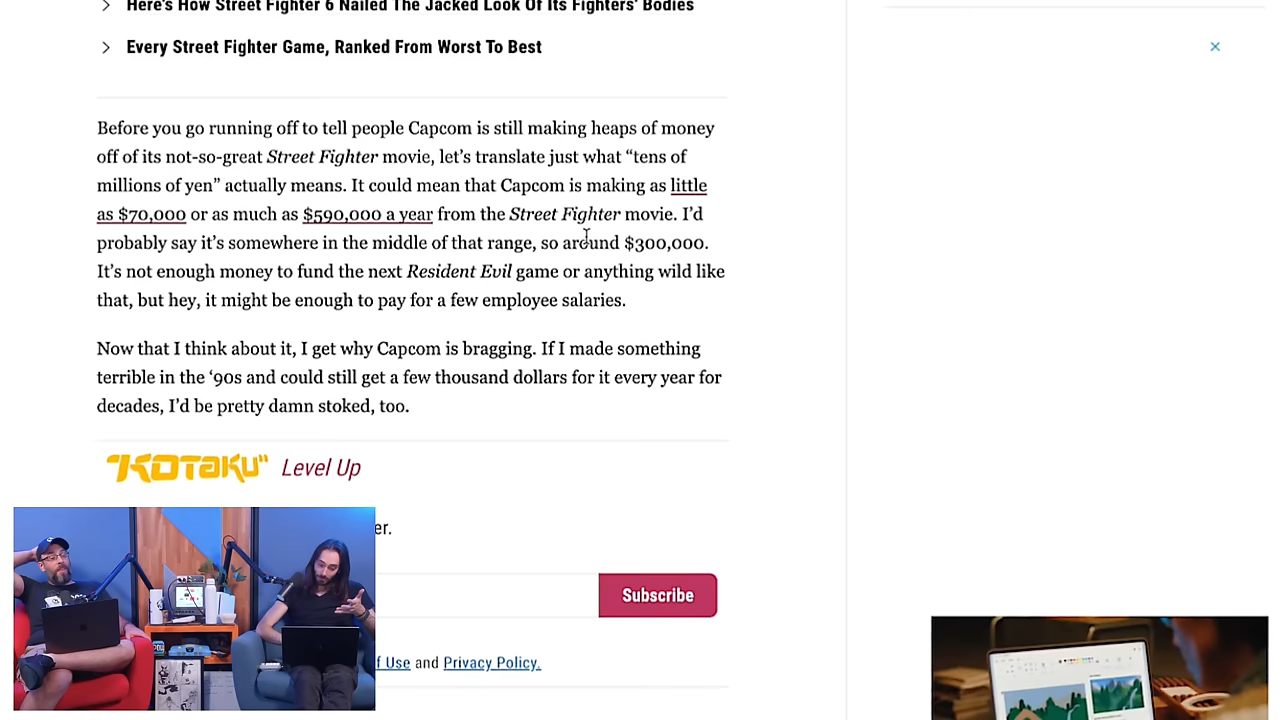 Here's How Street Fighter 6 Nailed The Jacked Look Of Its Fighters' Bodies
Every Street Fighter Game, Ranked From Worst To Best
Before you go running off to tell people Capcom is still making heaps of money
off of its not-so-great Street Fighter movie, let’s translate just what “tens of
millions of yen” actually means. It could mean that Capcom is making as little
as $70,000 or as much as $590,000 a year from the Street Fighter movie. I’d
probably say it’s somewhere in the middle of that range, so around $300,000.
It’s not enough money to fund the next Resident Evil game or anything wild like
that, but hey, it might be enough to pay for a few employee salaries.
Now that I think about it, I get why Capcom is bragging. If I made something
terrible in the ‘90s and could still get a few thousand dollars for it every year for
decades, I’d be pretty damn stoked, too.
"KOTAKU" Level Up
er.
Subscribe
f Use and Privacy Policy.